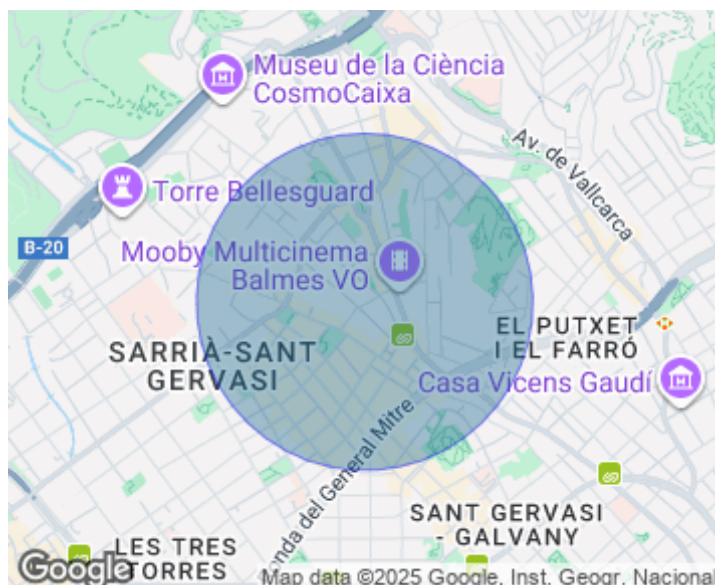 Museu de la Ciència
CosmoCaixa
Av. de Vallcarca
Torre Bellesguard
B-20
Mooby Multicinema
Balmes VO
EL PUTXET
I EL FARRÓ
SARRIÀ-SANT
GERVASI
Casa Vicens Gaudí
onda del General Mitre
SANT GERVASI
- GALVANY
LES TRES
TORRES
Google
Map data ©2025 Google, Inst. Geogr. Nacional